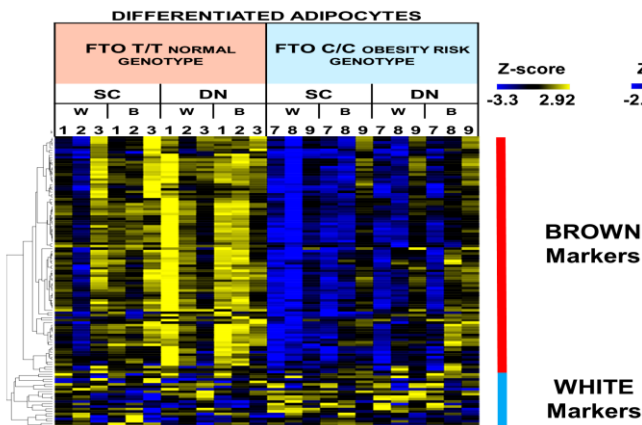 DIFFERENTIATED ADIPOCYTES
FTO T/T NORMAL
GENOTYPE
FTO C/C OBESITY RISK
GENOTYPE
SC DN SC DN
W B W B W B W B
1 2 3 1 2 3 1 2 3 1 2 3 7 8 9 7 8 9 7 8 9 7 8 9
Z-score
-3.3 2.92
Z
-2.
BROWN
Markers
WHITE
Markers